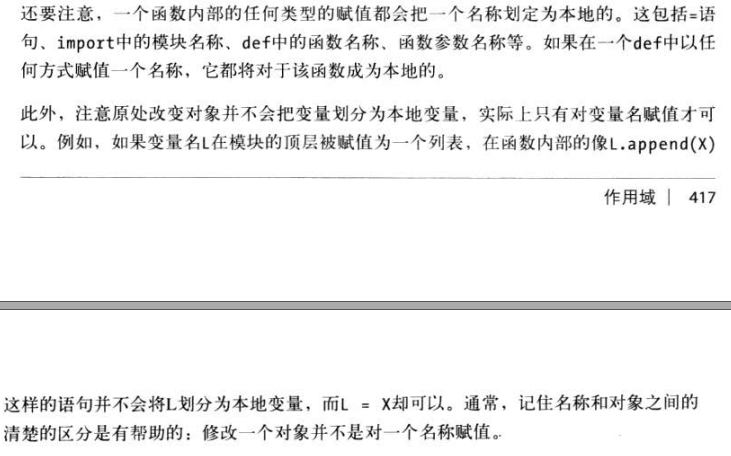 还要注意，一个函数内部的任何类型的赋值都会把一个名称划定为本地的。这包括=语
句、import中的模块名称、def中的函数名称、函数参数名称等。如果在一个def中以任
何方式赋值一个名称，它都将对于该函数成为本地的。
此外，注意原处改变对象并不会把变量划分为本地变量，实际上只有对变量名赋值才可
以。例如，如果变量名L在模块的顶层被赋值为一个列表，在函数内部的像L.append(X)
作用域 | 417
这样的语句并不会将L划分为本地变量，而L = X却可以。通常，记住名称和对象之间的
清楚的区分是有帮助的：修改一个对象并不是对一个名称赋值。